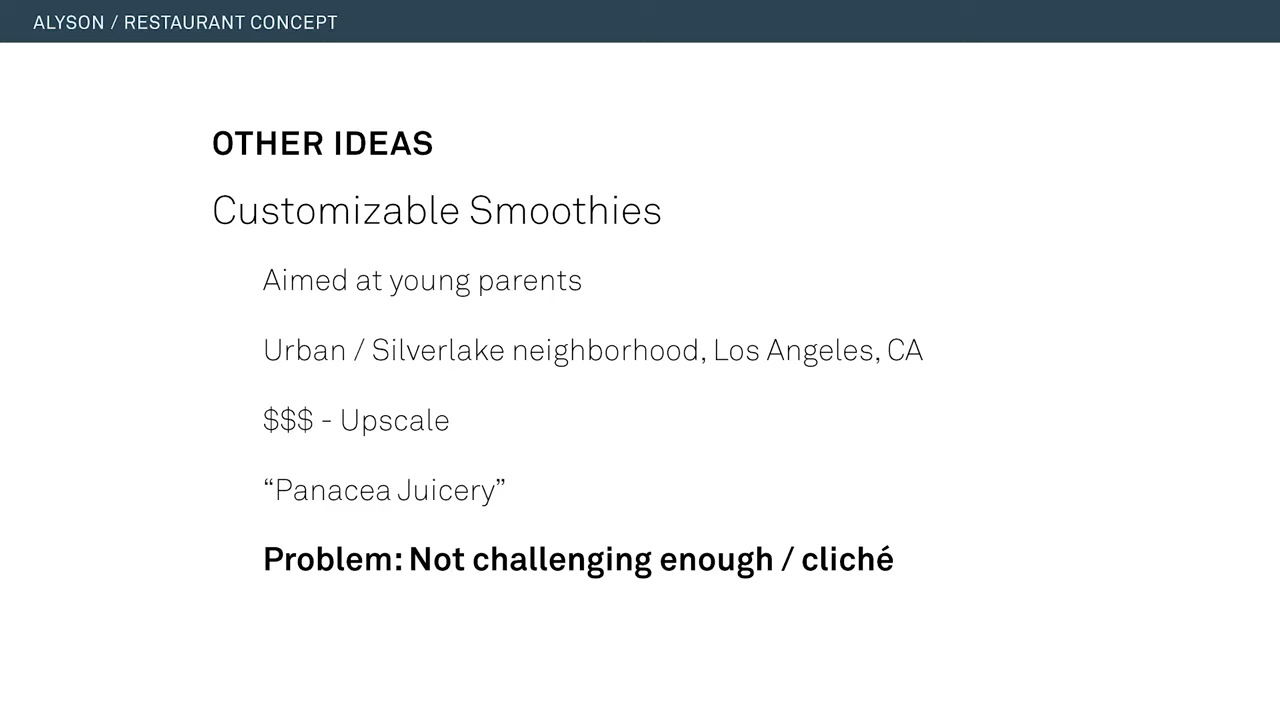 ALYSON / RESTAURANT CONCEPT
OTHER IDEAS
Customizable Smoothies
Aimed at young parents
Urban / Silverlake neighborhood, Los Angeles, CA
$$$ - Upscale
“Panacea Juicery”
Problem: Not challenging enough / cliché